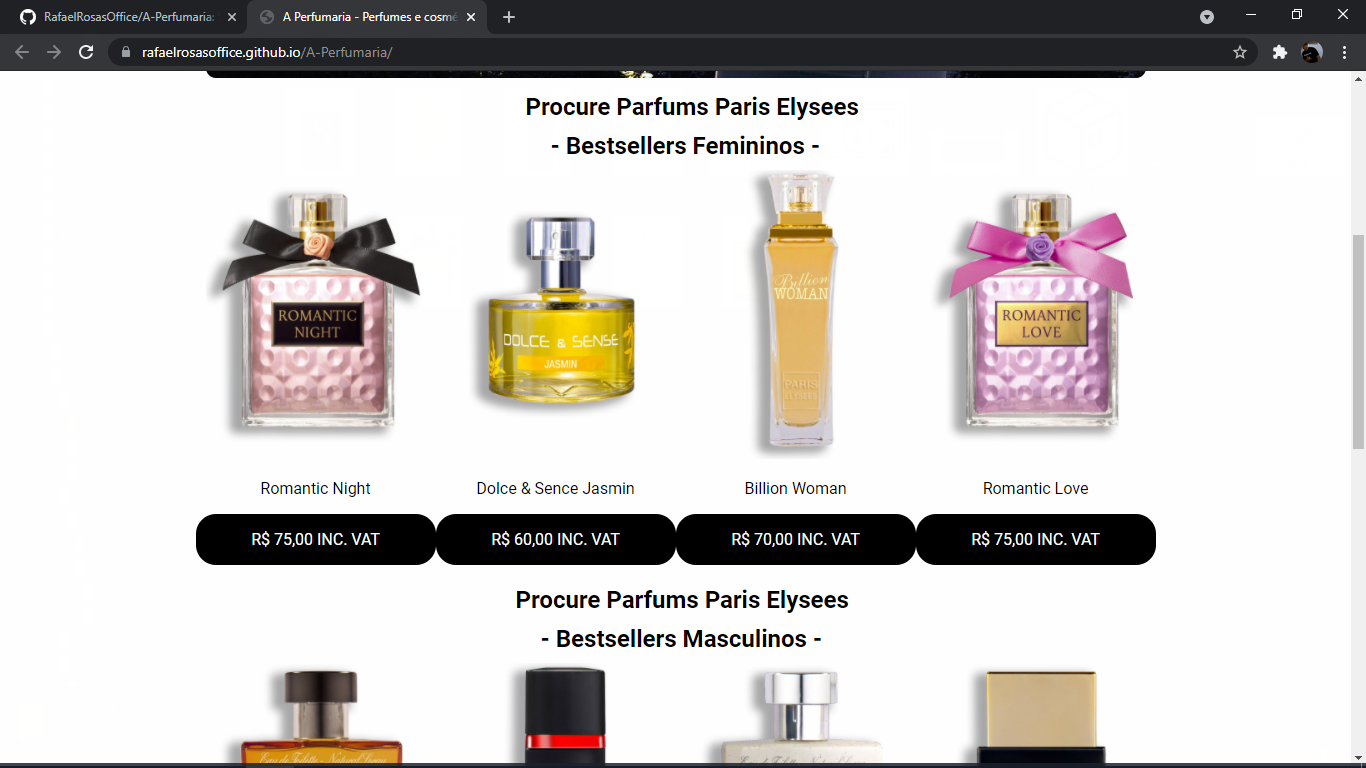 RafaelRosasOffice/A-Perfumaria:
A Perfumaria - Perfumes e cosmé
rafaelrosasoffice.github.io/A-Perfumaria/
Procure Parfums Paris Elysees
- Bestsellers Femininos -
ROMANTIC
NIGHT
DOLCE & SENSE
JASMIN
Billion
WOMAN
PARIS
ELYSEES
ROMANTIC
LOVE
Romantic Night
Dolce & Sence Jasmin
Billion Woman
Romantic Love
R$ 75,00 INC. VAT
R$ 60,00 INC. VAT
R$ 70,00 INC. VAT
R$ 75,00 INC. VAT
Procure Parfums Paris Elysees
- Bestsellers Masculinos -